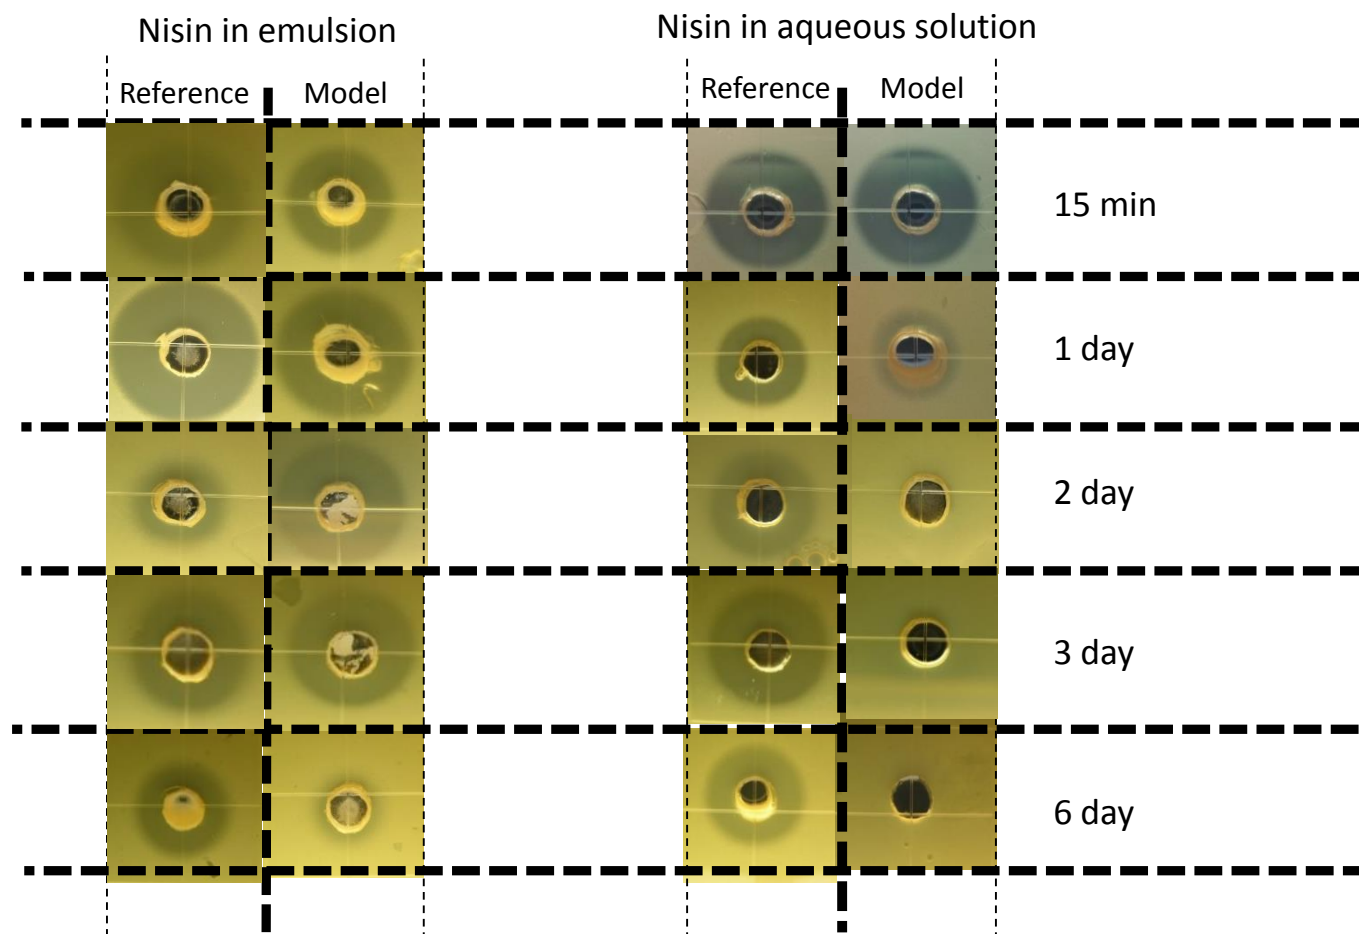 Nisin in emulsion
Nisin in aqueous solution
Reference
Model
Reference
Model
15 min
1 day
2 day
3 day
6 day